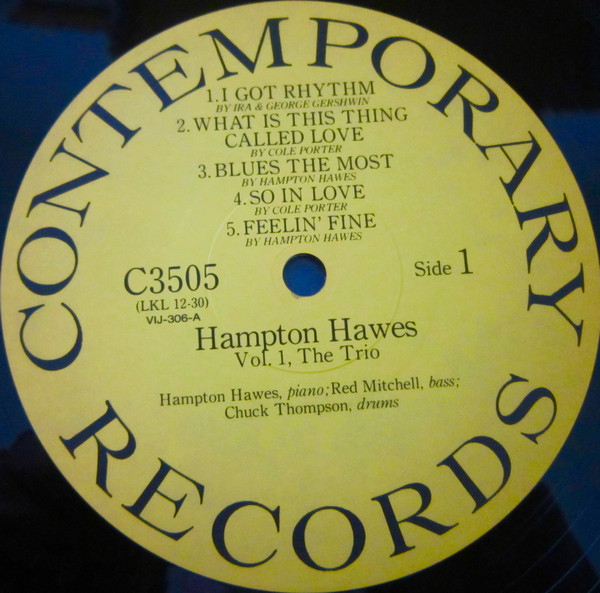 CONTEMPORARY
1.I GOT RHYTHM
BY IRA & GEORGE GERSHWIN
2.WHAT IS THIS THING
CALLED LOVE
BY COLE PORTER
3.BLUES THE MOST
BY HAMPTON HAWES
4.SO IN LOVE
BY COLE PORTER
5.FEELIN' FINE
BY HAMPTON HAWES
C3505
(LKL 12-30)
VIJ-306-A
Side 1
Hampton Hawes
Vol. 1, The Trio
Hampton Hawes, piano; Red Mitchell, bass;
Chuck Thompson, drums
RECORDS